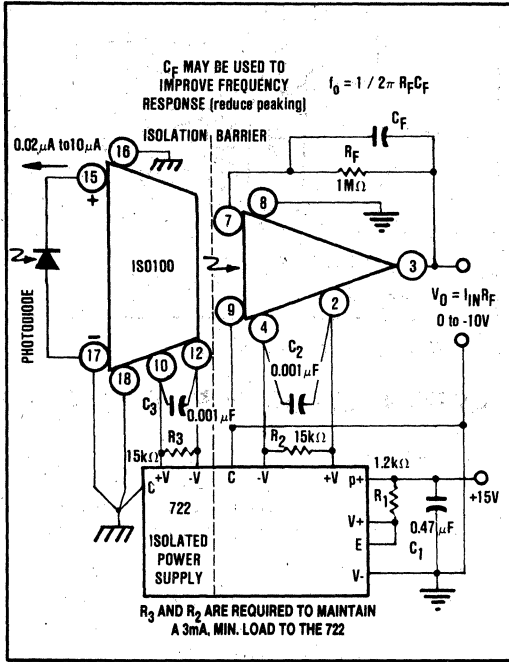 C_F MAY BE USED TO
IMPROVE FREQUENCY
RESPONSE (reduce peaking)
f_o = 1 / 2π R_F C_F
ISOLATION BARRIER
0.02μA to 10μA
C_F
R_F
1MΩ
16
15
+
8
7
ISO100
3
PHOTODIODE
V_O = I_IN R_F
0 to -10V
–
17
18
10
12
9
4
2
C_2
0.001μF
C_3
0.001μF
R_3
15kΩ
R_2
15kΩ
C
+V
-V
C
-V
+V
P+
1.2kΩ
R_1
+15V
722
ISOLATED
POWER
SUPPLY
V+
E
0.47μF
C_1
V-
R_3 AND R_2 ARE REQUIRED TO MAINTAIN
A 3mA, MIN. LOAD TO THE 722